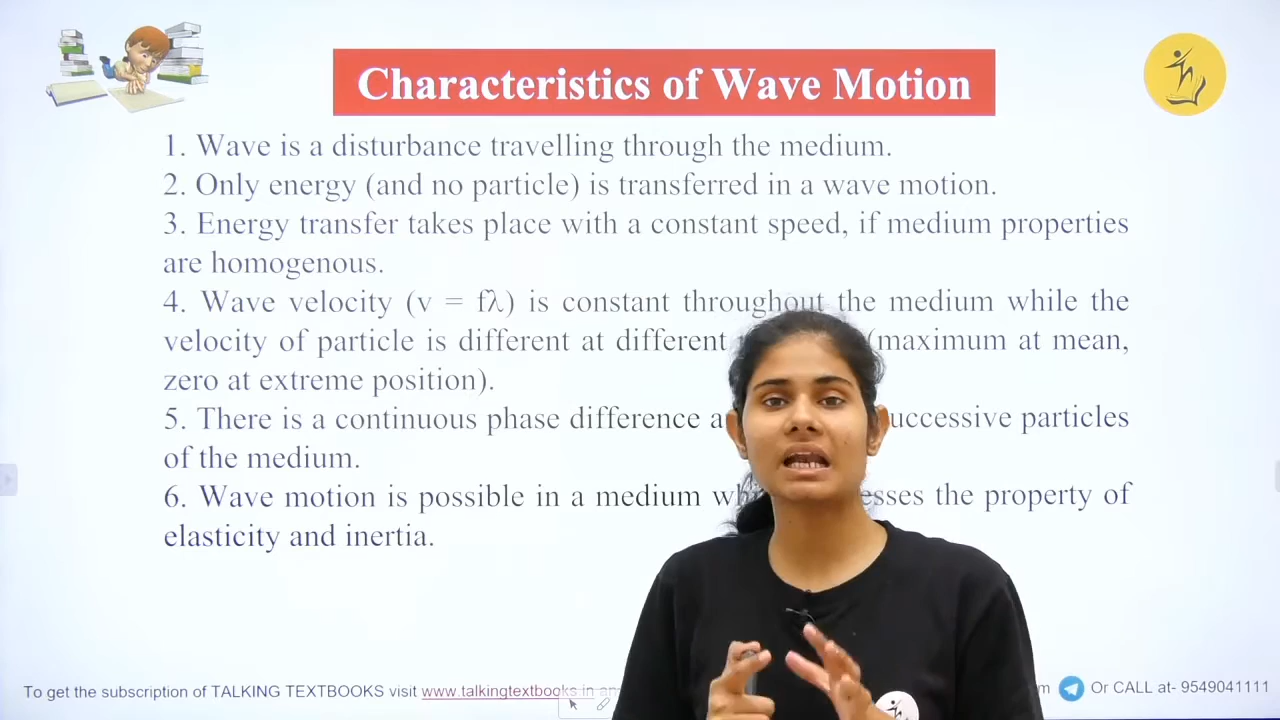 Characteristics of Wave Motion
1. Wave is a disturbance travelling through the medium.
2. Only energy (and no particle) is transferred in a wave motion.
3. Energy transfer takes place with a constant speed, if medium properties
are homogenous.
4. Wave velocity (v = fλ) is constant throughout the medium while the
velocity of particle is different at different (maximum at mean,
zero at extreme position).
5. There is a continuous phase difference successive particles
of the medium.
6. Wave motion is possible in a medium the property of
elasticity and inertia.
To get the subscription of TALKING TEXTBOOKS visit www.talkingtextbooks.in Or CALL at- 9549041111